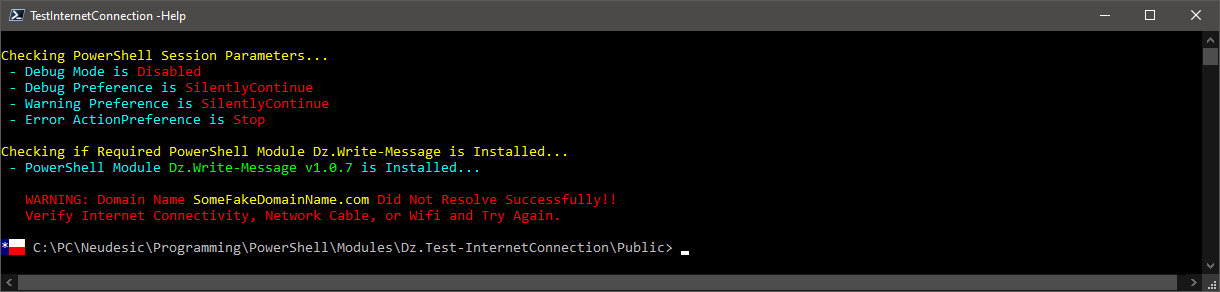 TestInternetConnection -Help
Checking PowerShell Session Parameters...
- Debug Mode is Disabled
- Debug Preference is SilentlyContinue
- Warning Preference is SilentlyContinue
- Error ActionPreference is Stop
Checking if Required PowerShell Module Dz.Write-Message is Installed...
- PowerShell Module Dz.Write-Message v1.0.7 is Installed...
WARNING: Domain Name SomeFakeDomainName.com Did Not Resolve Successfully!!
Verify Internet Connectivity, Network Cable, or Wifi and Try Again.
* C:\PC\Neudesic\Programming\PowerShell\Modules\Dz.Test-InternetConnection\Public>